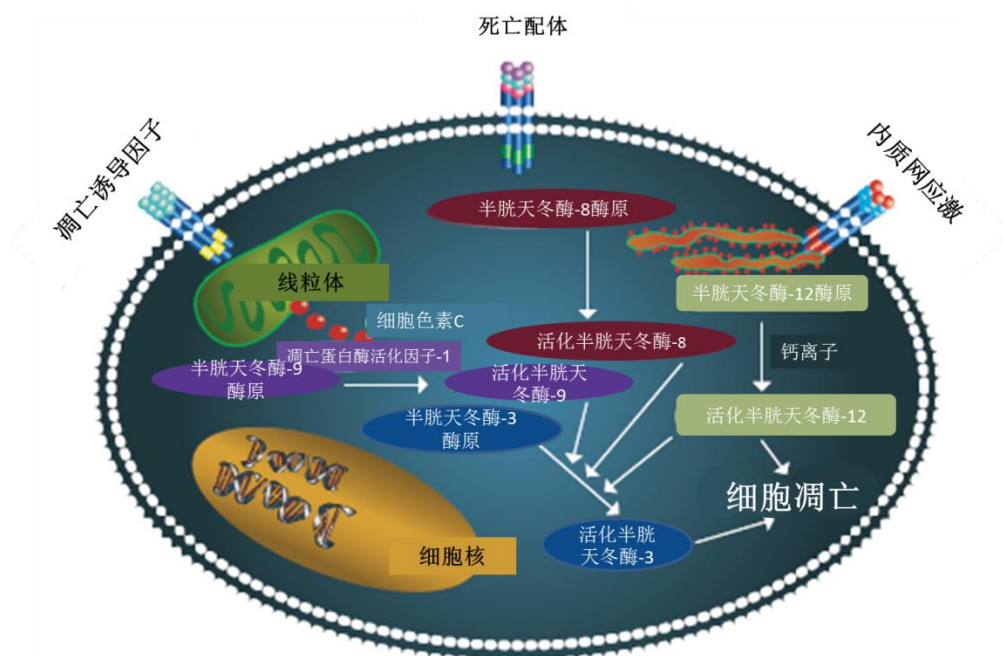 死亡配体
凋亡诱导因子
内质网应激
半胱天冬酶-8酶原
线粒体
半胱天冬酶-12酶原
细胞色素C
活化半胱天冬酶-8
钙离子
凋亡蛋白酶活化因子-1
半胱天冬酶-9
酶原
活化半胱天
冬酶-9
半胱天冬酶-3
酶原
活化半胱天冬酶-12
细胞凋亡
活化半胱
天冬酶-3
细胞核